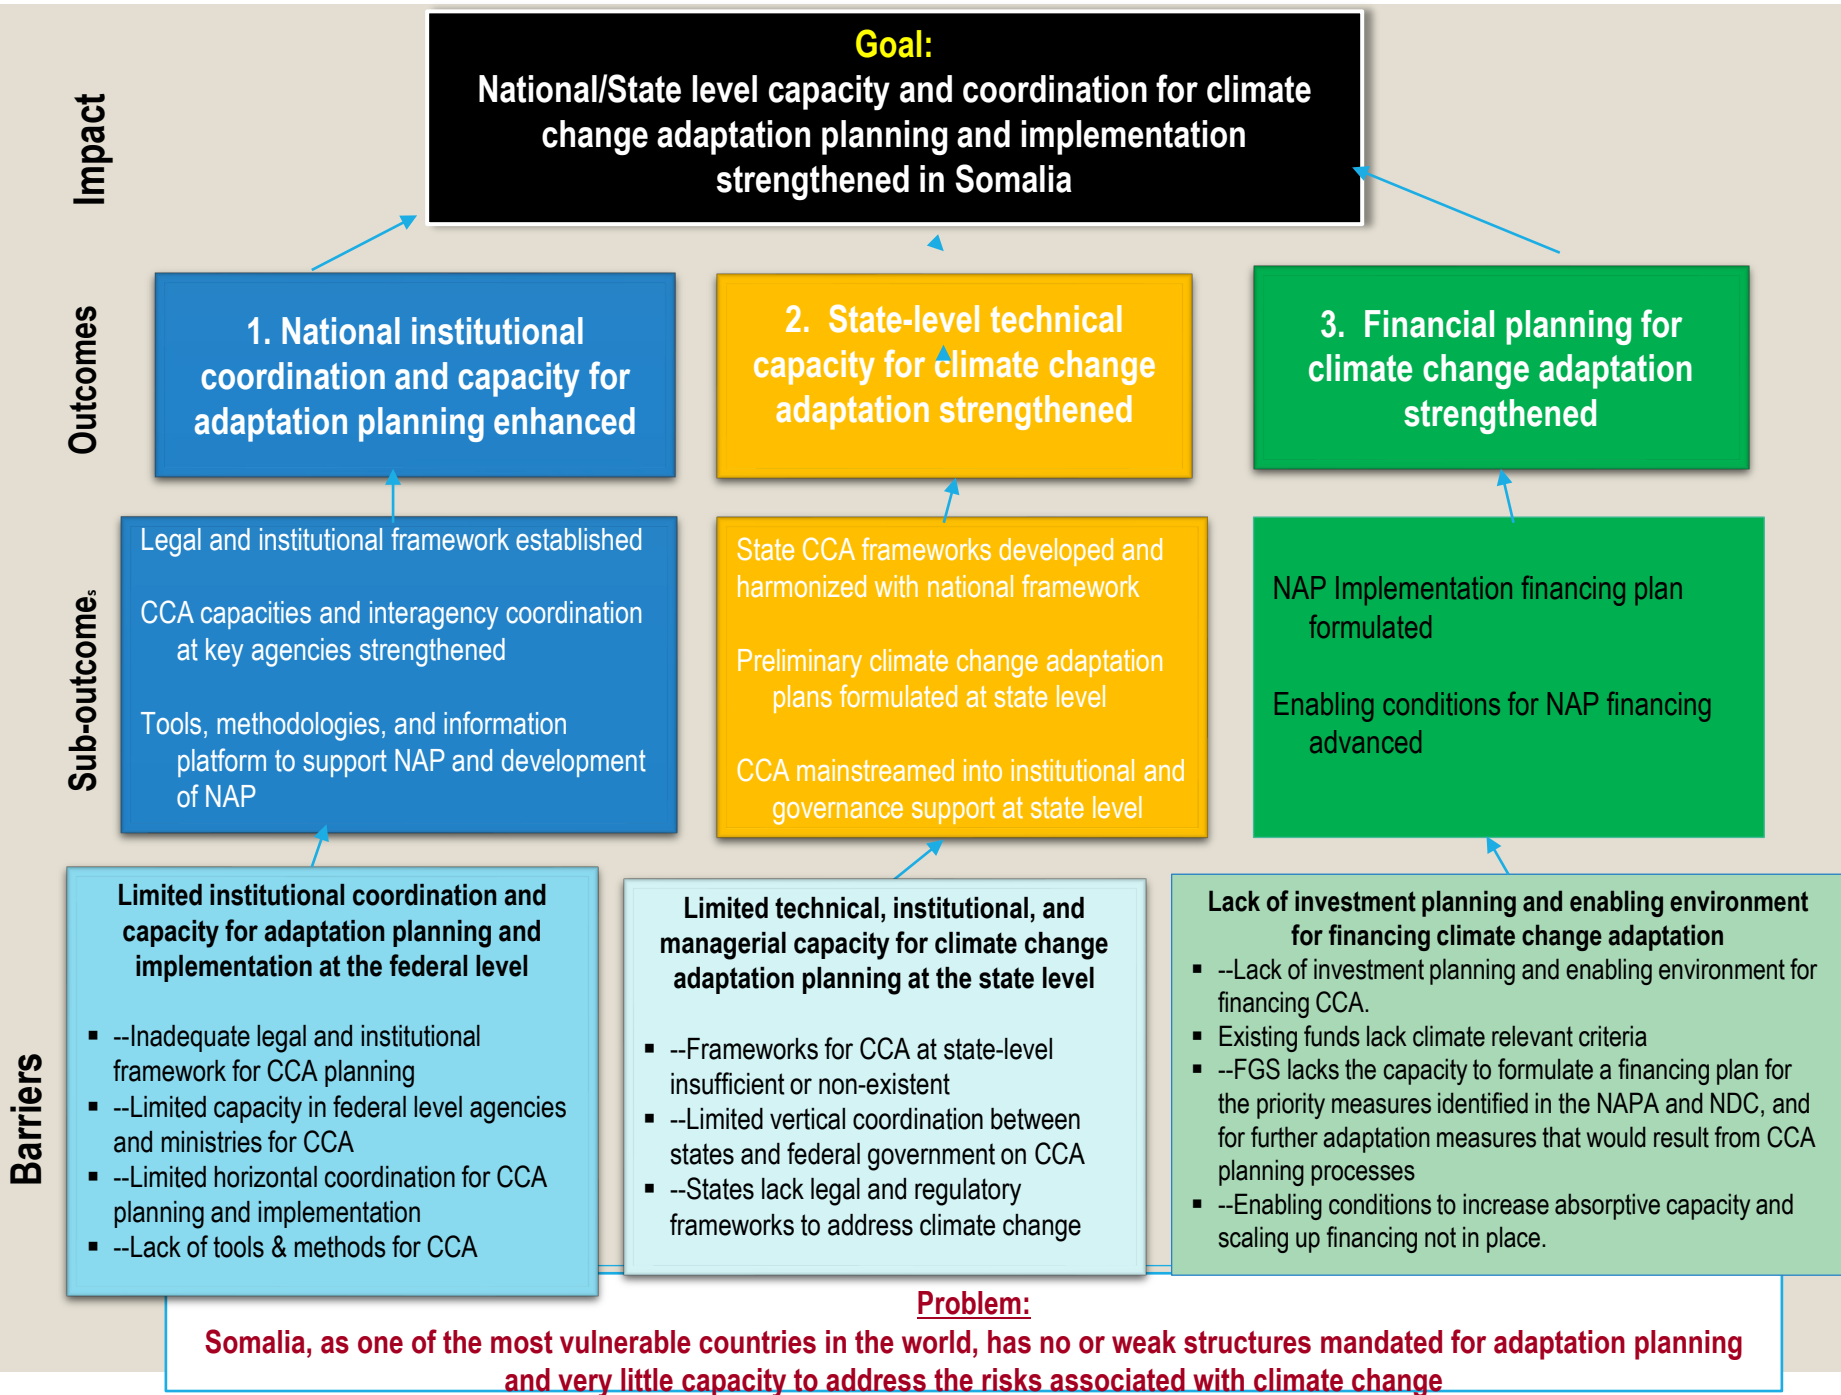 Impact
Goal:
National/State level capacity and coordination for climate
change adaptation planning and implementation
strengthened in Somalia
Outcomes
1. National institutional
coordination and capacity for
adaptation planning enhanced
2. State-level technical
capacity for climate change
adaptation strengthened
3. Financial planning for
climate change adaptation
strengthened
Sub-outcomes
Legal and institutional framework established
CCA capacities and interagency coordination
at key agencies strengthened
Tools, methodologies, and information
platform to support NAP and development
of NAP
State CCA frameworks developed and
harmonized with national framework
Preliminary climate change adaptation
plans formulated at state level
CCA mainstreamed into institutional and
governance support at state level
NAP Implementation financing plan
formulated
Enabling conditions for NAP financing
advanced
Barriers
Limited institutional coordination and
capacity for adaptation planning and
implementation at the federal level
▪ --Inadequate legal and institutional
framework for CCA planning
▪ --Limited capacity in federal level agencies
and ministries for CCA
▪ --Limited horizontal coordination for CCA
planning and implementation
▪ --Lack of tools & methods for CCA
Limited technical, institutional, and
managerial capacity for climate change
adaptation planning at the state level
▪ --Frameworks for CCA at state-level
insufficient or non-existent
▪ --Limited vertical coordination between
states and federal government on CCA
▪ --States lack legal and regulatory
frameworks to address climate change
Lack of investment planning and enabling environment
for financing climate change adaptation
▪ --Lack of investment planning and enabling environment for
financing CCA.
▪ Existing funds lack climate relevant criteria
▪ --FGS lacks the capacity to formulate a financing plan for
the priority measures identified in the NAPA and NDC, and
for further adaptation measures that would result from CCA
planning processes
▪ --Enabling conditions to increase absorptive capacity and
scaling up financing not in place.
Problem:
Somalia, as one of the most vulnerable countries in the world, has no or weak structures mandated for adaptation planning
and very little capacity to address the risks associated with climate change